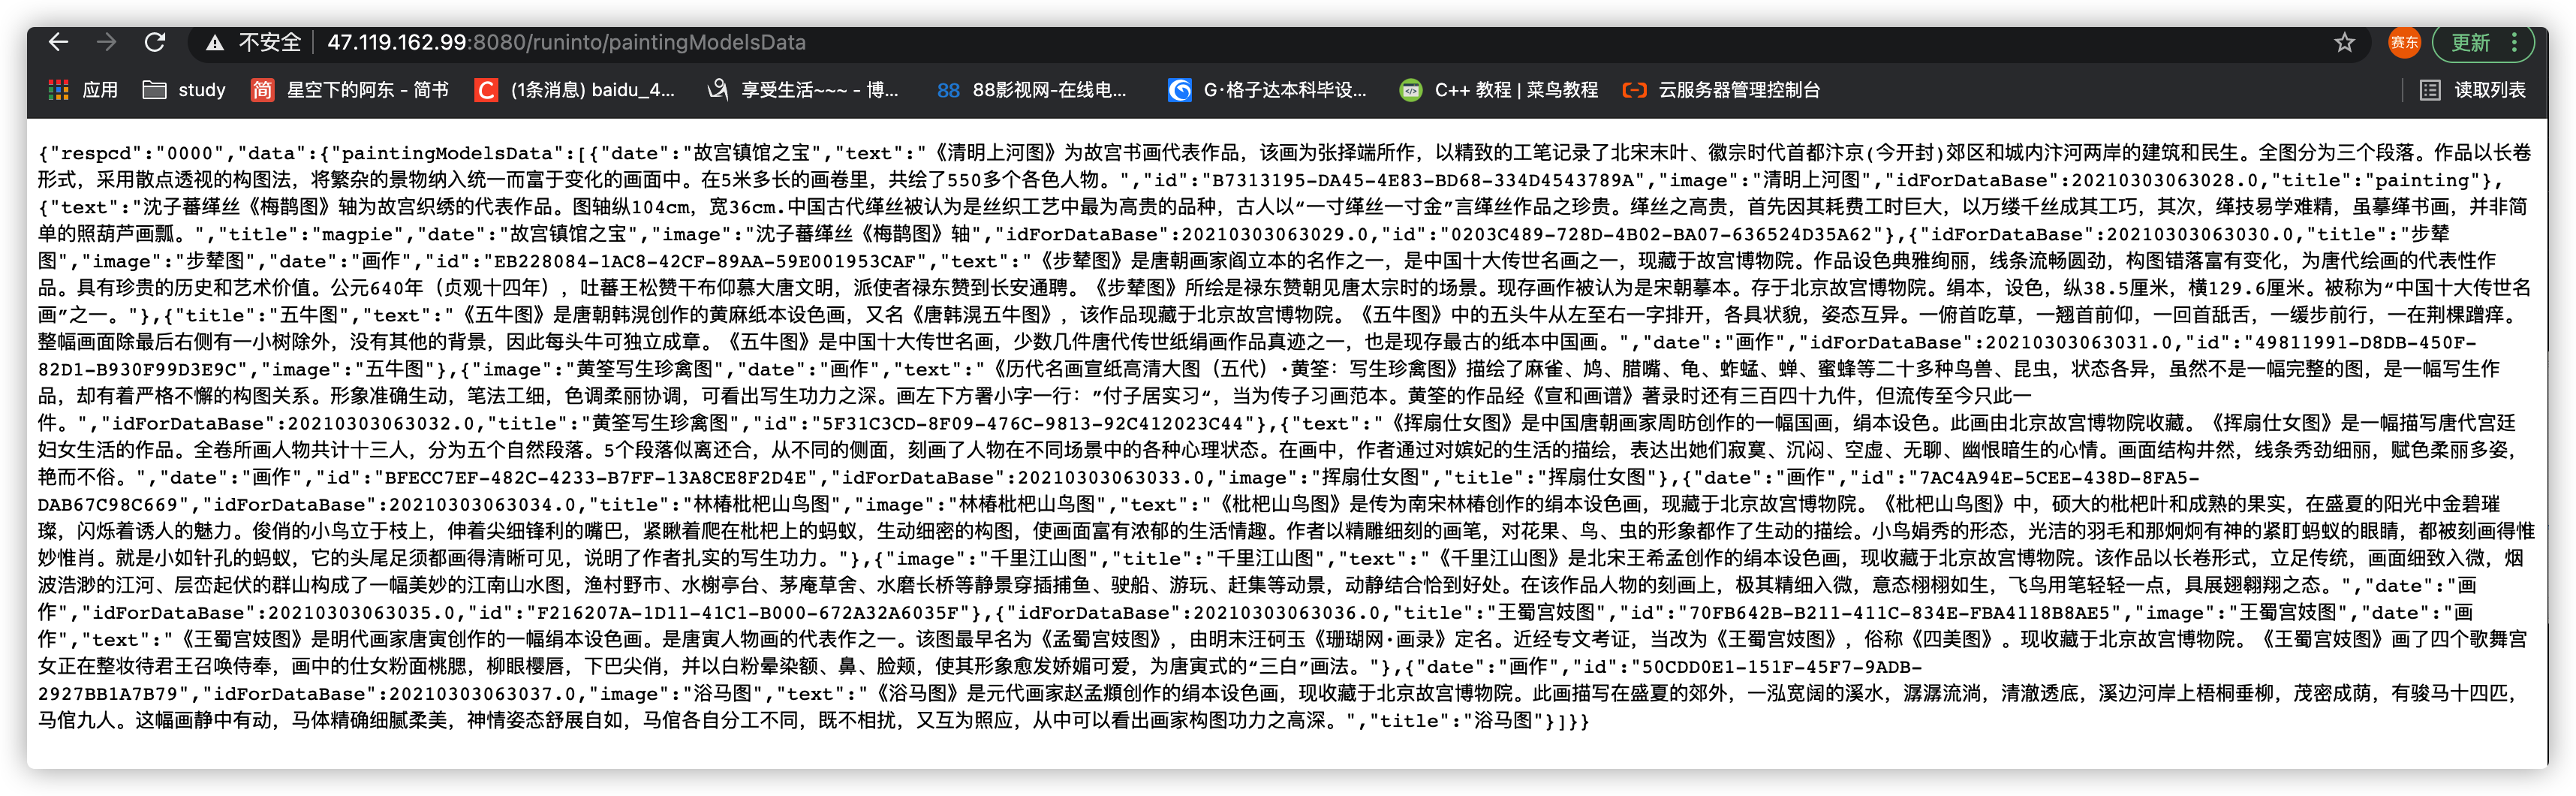 不安全 47.119.162.99:8080/runinto/paintingModelsData 赛东 更新
应用 study 简 星空下的阿东 - 简书 C (1条消息) baidu_4... 享受生活~~~ - 博... 88 88影视网-在线电... G·格子达本科毕设... C++ 教程 | 菜鸟教程 云服务器管理控制台 读取列表
{"respcd":"0000","data":{"paintingModelsData":[{"date":"故宫镇馆之宝","text":"《清明上河图》为故宫书画代表作品，该画为张择端所作，以精致的工笔记录了北宋末叶、徽宗时代首都汴京(今开封)郊区和城内汴河两岸的建筑和民生。全图分为三个段落。作品以长卷
形式，采用散点透视的构图法，将繁杂的景物纳入统一而富于变化的画面中。在5米多长的画卷里，共绘了550多个各色人物。","id":"B7313195-DA45-4E83-BD68-334D4543789A","image":"清明上河图","idForDataBase":20210303063028.0,"title":"painting"},
{"text":"沈子蕃缂丝《梅鹊图》轴为故宫织绣的代表作品。图轴纵104cm，宽36cm.中国古代缂丝被认为是丝织工艺中最为高贵的品种，古人以“一寸缂丝一寸金”言缂丝作品之珍贵。缂丝之高贵，首先因其耗费工时巨大，以万缕千丝成其工巧，其次，缂技易学难精，虽摹缂书画，并非简
单的照葫芦画瓢。","title":"magpie","date":"故宫镇馆之宝","image":"沈子蕃缂丝《梅鹊图》轴","idForDataBase":20210303063029.0,"id":"0203C489-728D-4B02-BA07-636524D35A62"},{"idForDataBase":20210303063030.0,"title":"步辇
图","image":"步辇图","date":"画作","id":"EB228084-1AC8-42CF-89AA-59E001953CAF","text":"《步辇图》是唐朝画家阎立本的名作之一，是中国十大传世名画之一，现藏于故宫博物院。作品设色典雅绚丽，线条流畅圆劲，构图错落富有变化，为唐代绘画的代表性作
品。具有珍贵的历史和艺术价值。公元640年（贞观十四年），吐蕃王松赞干布仰慕大唐文明，派使者禄东赞到长安通聘。《步辇图》所绘是禄东赞朝见唐太宗时的场景。现存画作被认为是宋朝摹本。存于北京故宫博物院。绢本，设色，纵38.5厘米，横129.6厘米。被称为“中国十大传世名
画”之一。"},{"title":"五牛图","text":"《五牛图》是唐朝韩滉创作的黄麻纸本设色画，又名《唐韩滉五牛图》，该作品现藏于北京故宫博物院。《五牛图》中的五头牛从左至右一字排开，各具状貌，姿态互异。一俯首吃草，一翘首前仰，一回首舐舌，一缓步前行，一在荆棵蹭痒。
整幅画面除最后右侧有一小树除外，没有其他的背景，因此每头牛可独立成章。《五牛图》是中国十大传世名画，少数几件唐代传世纸绢画作品真迹之一，也是现存最古的纸本中国画。","date":"画作","idForDataBase":20210303063031.0,"id":"49811991-D8DB-450F-
82D1-B930F99D3E9C","image":"五牛图"},{"image":"黄筌写生珍禽图","date":"画作","text":"《历代名画宣纸高清大图（五代）·黄筌：写生珍禽图》描绘了麻雀、鸠、腊嘴、龟、蚱蜢、蝉、蜜蜂等二十多种鸟兽、昆虫，状态各异，虽然不是一幅完整的图，是一幅写生作
品，却有着严格不懈的构图关系。形象准确生动，笔法工细，色调柔丽协调，可看出写生功力之深。画左下方署小字一行：”付子居实习“，当为传子习画范本。黄筌的作品经《宣和画谱》著录时还有三百四十九件，但流传至今只此一
件。","idForDataBase":20210303063032.0,"title":"黄筌写生珍禽图","id":"5F31C3CD-8F09-476C-9813-92C412023C44"},{"text":"《挥扇仕女图》是中国唐朝画家周昉创作的一幅国画，绢本设色。此画由北京故宫博物院收藏。《挥扇仕女图》是一幅描写唐代宫廷
妇女生活的作品。全卷所画人物共计十三人，分为五个自然段落。5个段落似离还合，从不同的侧面，刻画了人物在不同场景中的各种心理状态。在画中，作者通过对嫔妃的生活的描绘，表达出她们寂寞、沉闷、空虚、无聊、幽恨暗生的心情。画面结构井然，线条秀劲细丽，赋色柔丽多姿，
艳而不俗。","date":"画作","id":"BFECC7EF-482C-4233-B7FF-13A8CE8F2D4E","idForDataBase":20210303063033.0,"image":"挥扇仕女图","title":"挥扇仕女图"},{"date":"画作","id":"7AC4A94E-5CEE-438D-8FA5-
DAB67C98C669","idForDataBase":20210303063034.0,"title":"林椿枇杷山鸟图","image":"林椿枇杷山鸟图","text":"《枇杷山鸟图》是传为南宋林椿创作的绢本设色画，现藏于北京故宫博物院。《枇杷山鸟图》中，硕大的枇杷叶和成熟的果实，在盛夏的阳光中金碧璀
璨，闪烁着诱人的魅力。俊俏的小鸟立于枝上，伸着尖细锋利的嘴巴，紧瞅着爬在枇杷上的蚂蚁，生动细密的构图，使画面富有浓郁的生活情趣。作者以精雕细刻的画笔，对花果、鸟、虫的形象都作了生动的描绘。小鸟娟秀的形态，光洁的羽毛和那炯炯有神的紧盯蚂蚁的眼睛，都被刻画得惟
妙惟肖。就是小如针孔的蚂蚁，它的头尾足须都画得清晰可见，说明了作者扎实的写生功力。"},{"image":"千里江山图","title":"千里江山图","text":"《千里江山图》是北宋王希孟创作的绢本设色画，现收藏于北京故宫博物院。该作品以长卷形式，立足传统，画面细致入微，烟
波浩渺的江河、层峦起伏的群山构成了一幅美妙的江南山水图，渔村野市、水榭亭台、茅庵草舍、水磨长桥等静景穿插捕鱼、驶船、游玩、赶集等动景，动静结合恰到好处。在该作品人物的刻画上，极其精细入微，意态栩栩如生，飞鸟用笔轻轻一点，具展翅翱翔之态。","date":"画
作","idForDataBase":20210303063035.0,"id":"F216207A-1D11-41C1-B000-672A32A6035F"},{"idForDataBase":20210303063036.0,"title":"王蜀宫妓图","id":"70FB642B-B211-411C-834E-FBA4118B8AE5","image":"王蜀宫妓图","date":"画
作","text":"《王蜀宫妓图》是明代画家唐寅创作的一幅绢本设色画。是唐寅人物画的代表作之一。该图最早名为《孟蜀宫妓图》，由明末汪砢玉《珊瑚网·画录》定名。近经专文考证，当改为《王蜀宫妓图》，俗称《四美图》。现收藏于北京故宫博物院。《王蜀宫妓图》画了四个歌舞宫
女正在整妆待君王召唤侍奉，画中的仕女粉面桃腮，柳眼樱唇，下巴尖俏，并以白粉晕染额、鼻、脸颊，使其形象愈发娇媚可爱，为唐寅式的“三白”画法。"},{"date":"画作","id":"50CDD0E1-151F-45F7-9ADB-
2927BB1A7B79","idForDataBase":20210303063037.0,"image":"浴马图","text":"《浴马图》是元代画家赵孟頫创作的绢本设色画，现收藏于北京故宫博物院。此画描写在盛夏的郊外，一泓宽阔的溪水，潺潺流淌，清澈透底，溪边河岸上梧桐垂柳，茂密成荫，有骏马十四匹，
马倌九人。这幅画静中有动，马体精确细腻柔美，神情姿态舒展自如，马倌各自分工不同，既不相扰，又互为照应，从中可以看出画家构图功力之高深。","title":"浴马图"}]}}